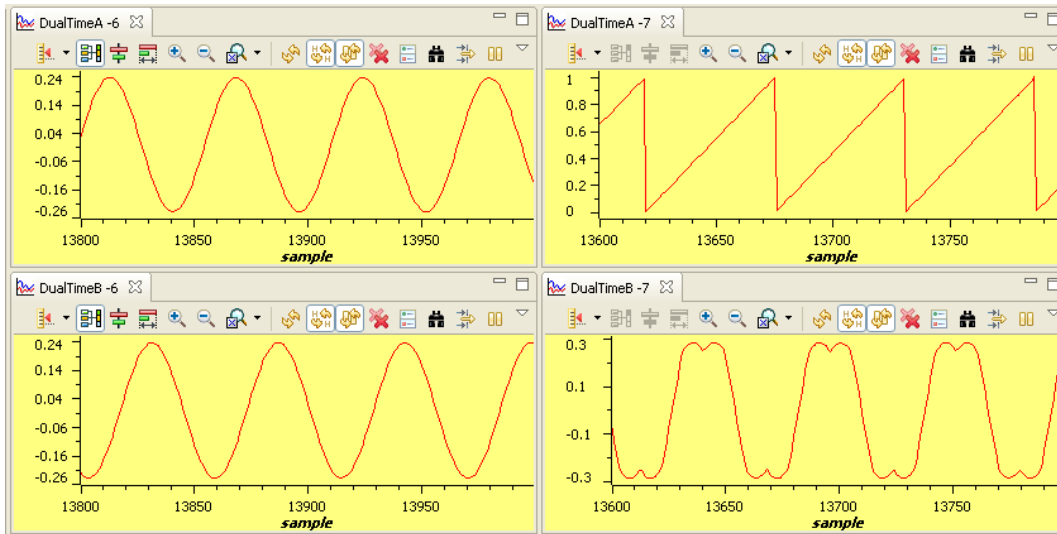 DualTimeA -6
0.24
0.14
0.04
-0.06
-0.16
-0.26
13800 13850 13900 13950
sample
DualTimeA -7
1
0.8
0.6
0.4
0.2
0
13600 13650 13700 13750
sample
DualTimeB -6
0.24
0.14
0.04
-0.06
-0.16
-0.26
13800 13850 13900 13950
sample
DualTimeB -7
0.3
0.1
-0.1
-0.3
13600 13650 13700 13750
sample